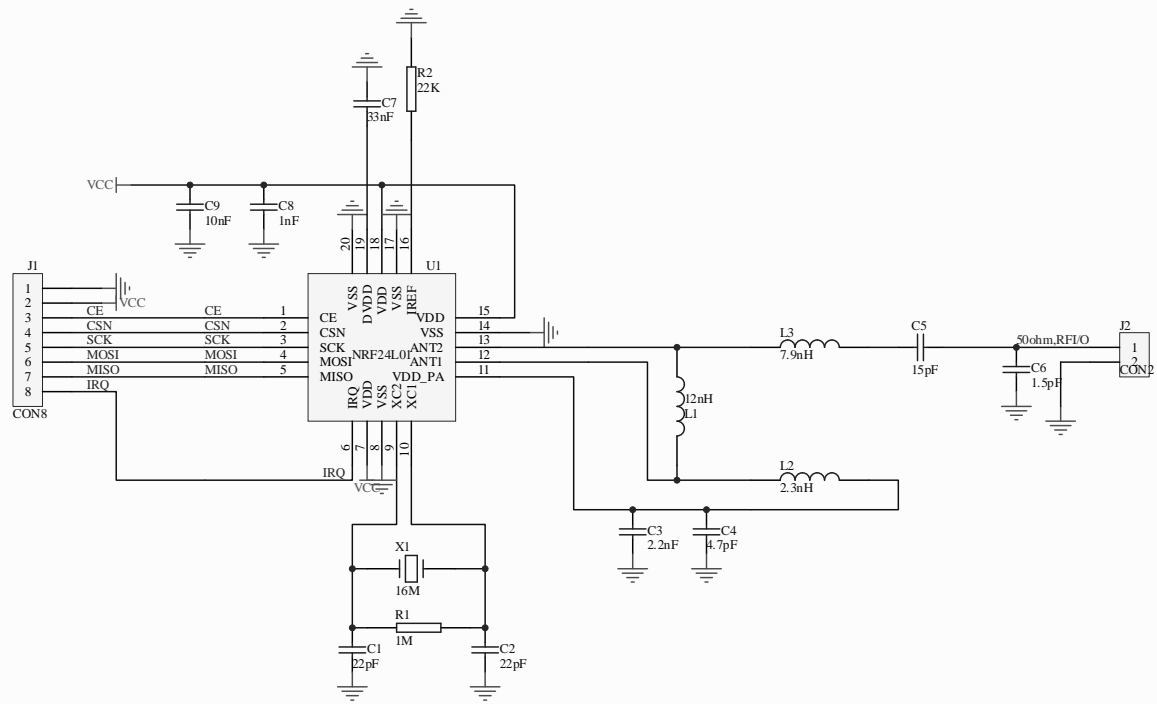 R2
22K
C7
33nF
VCC
C9
10nF
C8
1nF
20
19
18
17
16
J1
U1
1
2
3
4
5
6
7
8
VCC
CE
CSN
SCK
MOSI
MISO
IRQ
CON8
CE
CSN
SCK
MOSI
MISO
1
2
3
4
5
VSS
DVDD
VDD
VSS
IREF
CE
CSN
SCK
MOSI
MISO
NRF24L01
VDD
VSS
ANT2
ANT1
VDD_PA
IRQ
VDD
VSS
XC2
XC1
15
14
13
12
11
6
7
8
9
10
IRQ
VCC
L3
7.9nH
C5
15pF
50ohm,RFI/O
J2
1
2
CON2
C6
1.5pF
12nH
L1
L2
2.3nH
C3
2.2nF
C4
4.7pF
X1
16M
R1
1M
C1
22pF
C2
22pF